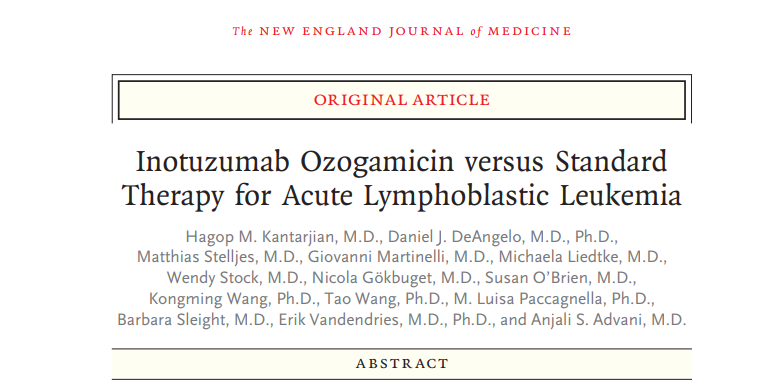 The NEW ENGLAND JOURNAL of MEDICINE
ORIGINAL ARTICLE
Inotuzumab Ozogamicin versus Standard
Therapy for Acute Lymphoblastic Leukemia
Hagop M. Kantarjian, M.D., Daniel J. DeAngelo, M.D., Ph.D.,
Matthias Stelljes, M.D., Giovanni Martinelli, M.D., Michaela Liedtke, M.D.,
Wendy Stock, M.D., Nicola Gökbuget, M.D., Susan O’Brien, M.D.,
Kongming Wang, Ph.D., Tao Wang, Ph.D., M. Luisa Paccagnella, Ph.D.,
Barbara Sleight, M.D., Erik Vandendries, M.D., Ph.D., and Anjali S. Advani, M.D.
ABSTRACT